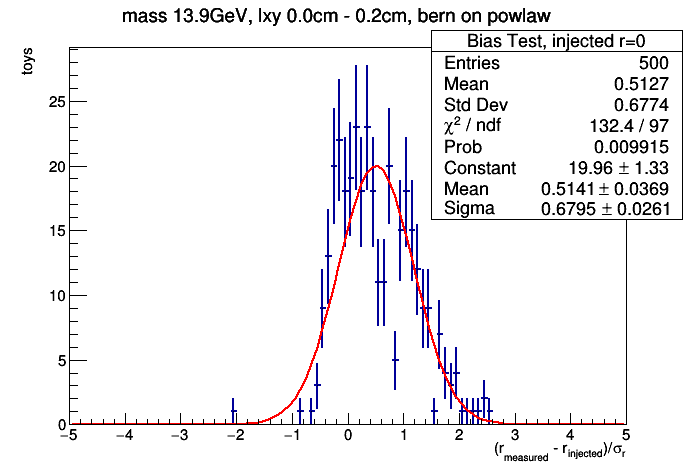 mass 13.9GeV, lxy 0.0cm - 0.2cm, bern on powlaw
Bias Test, injected r=0
Entries 500
Mean 0.5127
Std Dev 0.6774
χ² / ndf 132.4 / 97
Prob 0.009915
Constant 19.96 ± 1.33
Mean 0.5141 ± 0.0369
Sigma 0.6795 ± 0.0261
toys
25
20
15
10
5
0
−5 −4 −3 −2 −1 0 1 2 3 4 5
(r_measured - r_injected)/σ_r